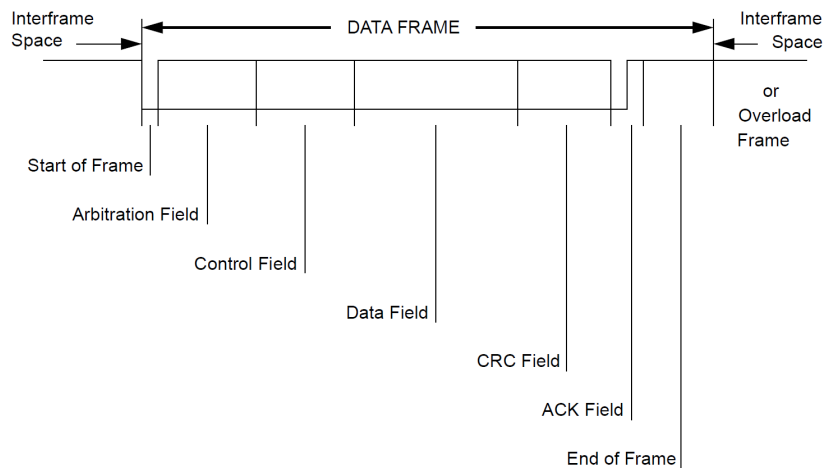 Interframe
Space
DATA FRAME
Interframe
Space
or
Overload
Frame
Start of Frame
Arbitration Field
Control Field
Data Field
CRC Field
ACK Field
End of Frame